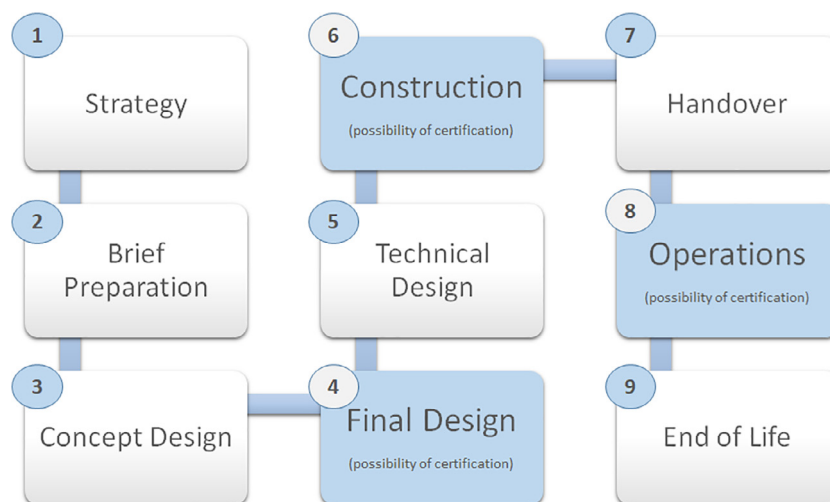 1
Strategy
2
Brief
Preparation
3
Concept Design
4
Final Design
(possibility of certification)
5
Technical
Design
6
Construction
(possibility of certification)
7
Handover
8
Operations
(possibility of certification)
9
End of Life